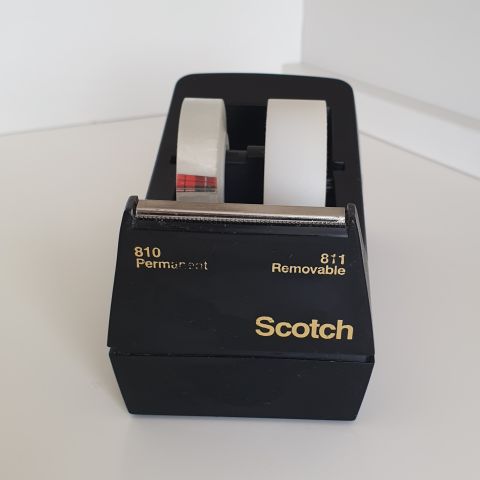 810
Permanent
811
Removable
Scotch